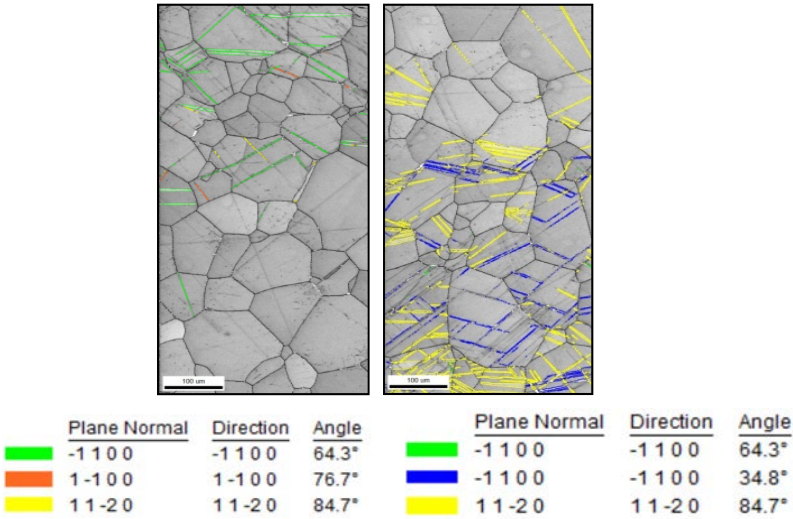 100 um
100 um
Plane Normal Direction Angle
-1 1 0 0 -1 1 0 0 64.3°
1 -1 0 0 1 -1 0 0 76.7°
1 1 -2 0 1 1 -2 0 84.7°
Plane Normal Direction Angle
-1 1 0 0 -1 1 0 0 64.3°
-1 1 0 0 -1 1 0 0 34.8°
1 1 -2 0 1 1 -2 0 84.7°